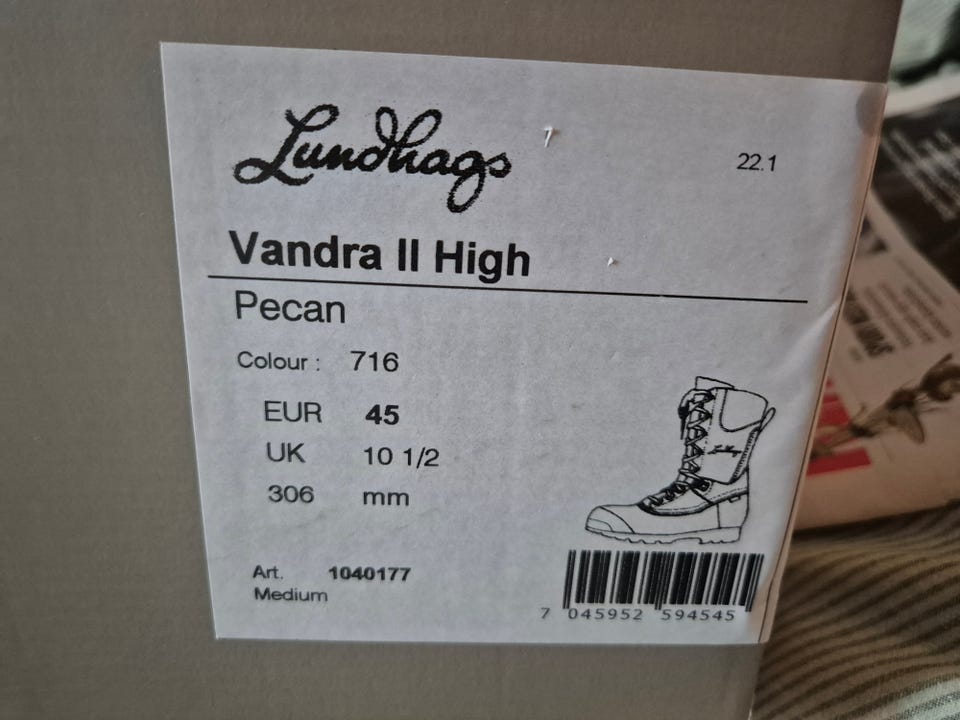 Lundhags
22.1
Vandra II High
Pecan
Colour : 716
EUR 45
UK 10 1/2
306 mm
Art. 1040177
Medium
7 045952 594545